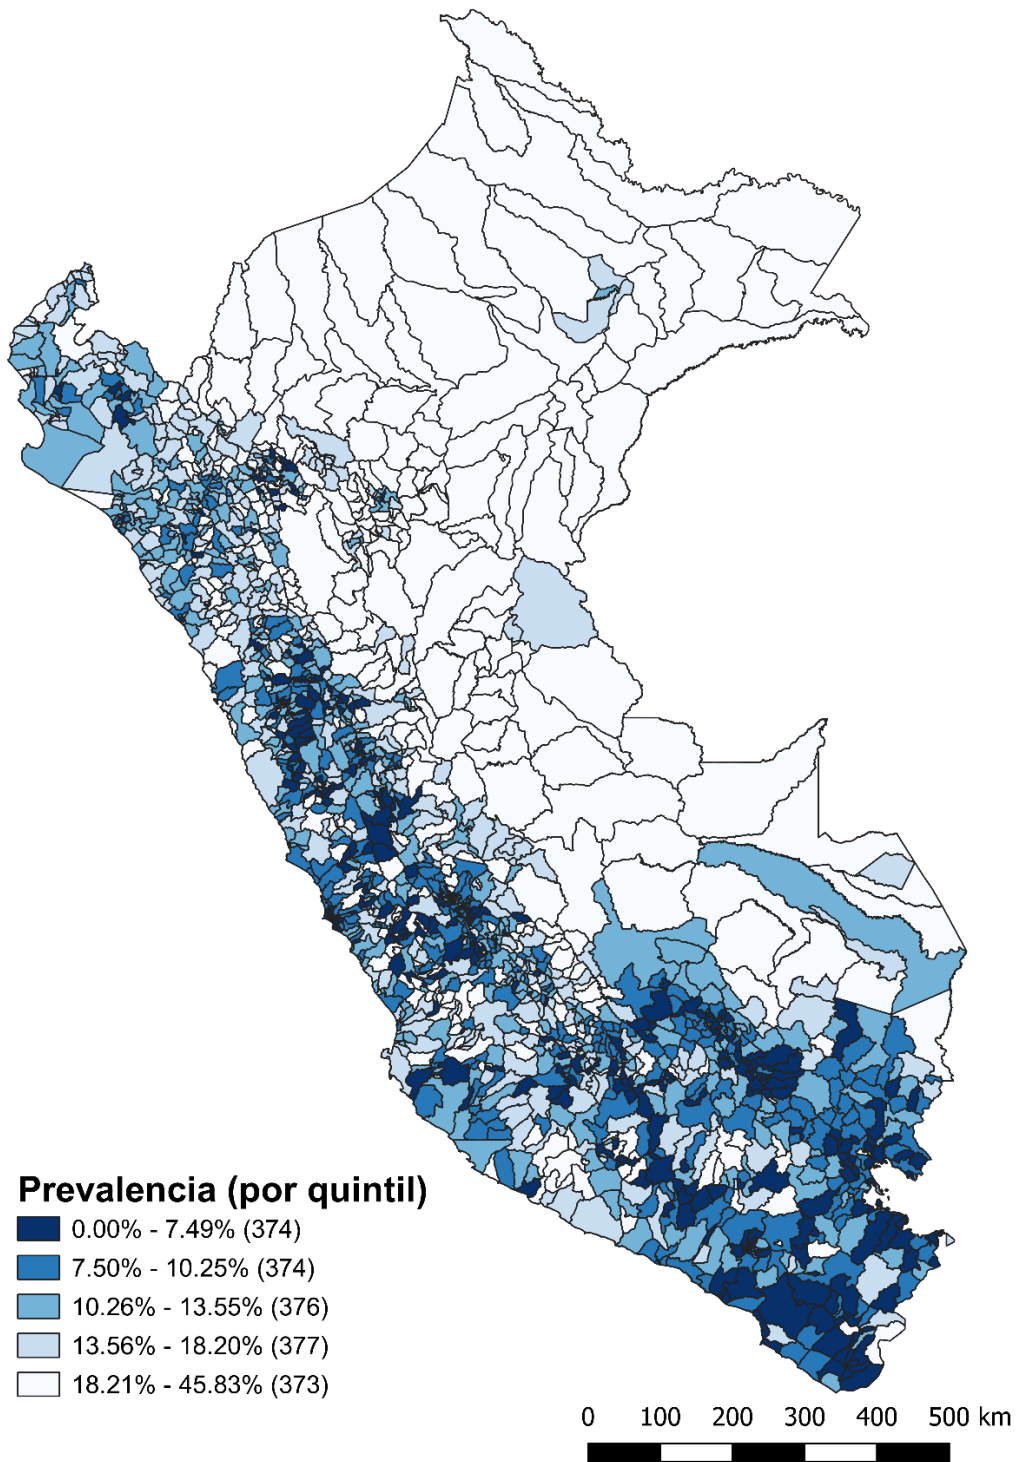 Prevalencia (por quintil)
0.00% - 7.49% (374)
7.50% - 10.25% (374)
10.26% - 13.55% (376)
13.56% - 18.20% (377)
18.21% - 45.83% (373)
0 100 200 300 400 500 km